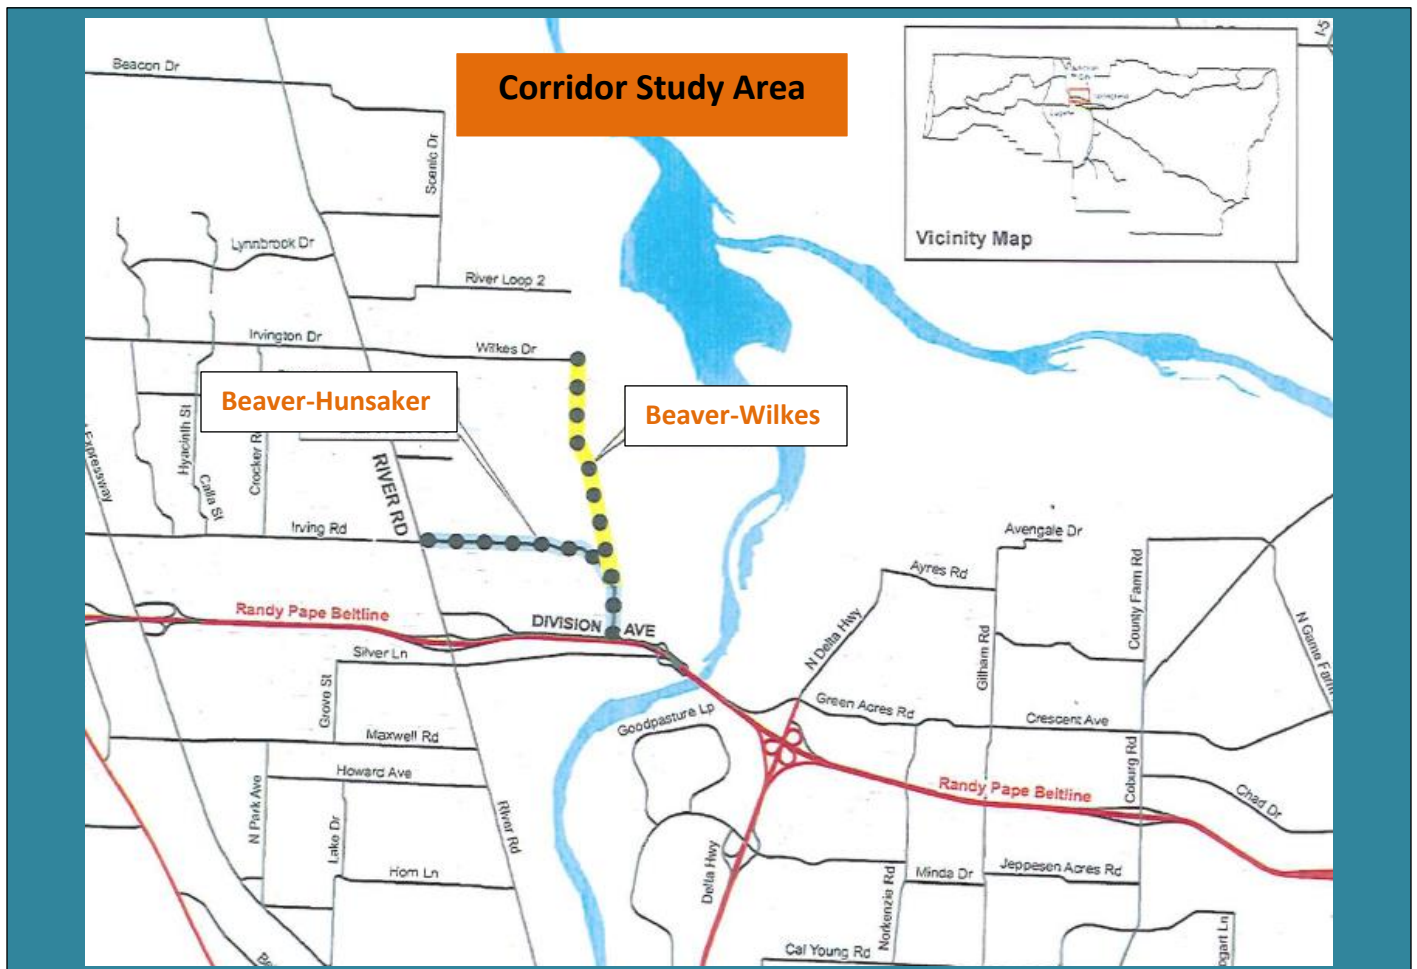 Corridor Study Area
I-5
Beacon Dr
Scenic Dr
Vicinity Map
Lynnbrook Dr
River Loop 2
Irvington Dr
Wilkes Dr
Beaver-Hunsaker
Beaver-Wilkes
Hyacinth St
Calla St
Crocker
Expressway
RIVER RD
Irving Rd
Avengale Dr
Ayres Rd
County Farm Rd
N Game Farm
Randy Pape Beltline
DIVISION AVE
N Delta Hwy
Gilham Rd
Silver Ln
Grove St
Goodpasture Lp
Green Acres Rd
Crescent Ave
Maxwell Rd
Howard Ave
Coburg Rd
Randy Pape Beltline
Chad Dr
N Park Ave
Lake Dr
River Rd
Delta Hwy
Horn Ln
Norkenzie Rd
Minda Dr
Jeppesen Acres Rd
Cal Young Rd
gart Ln